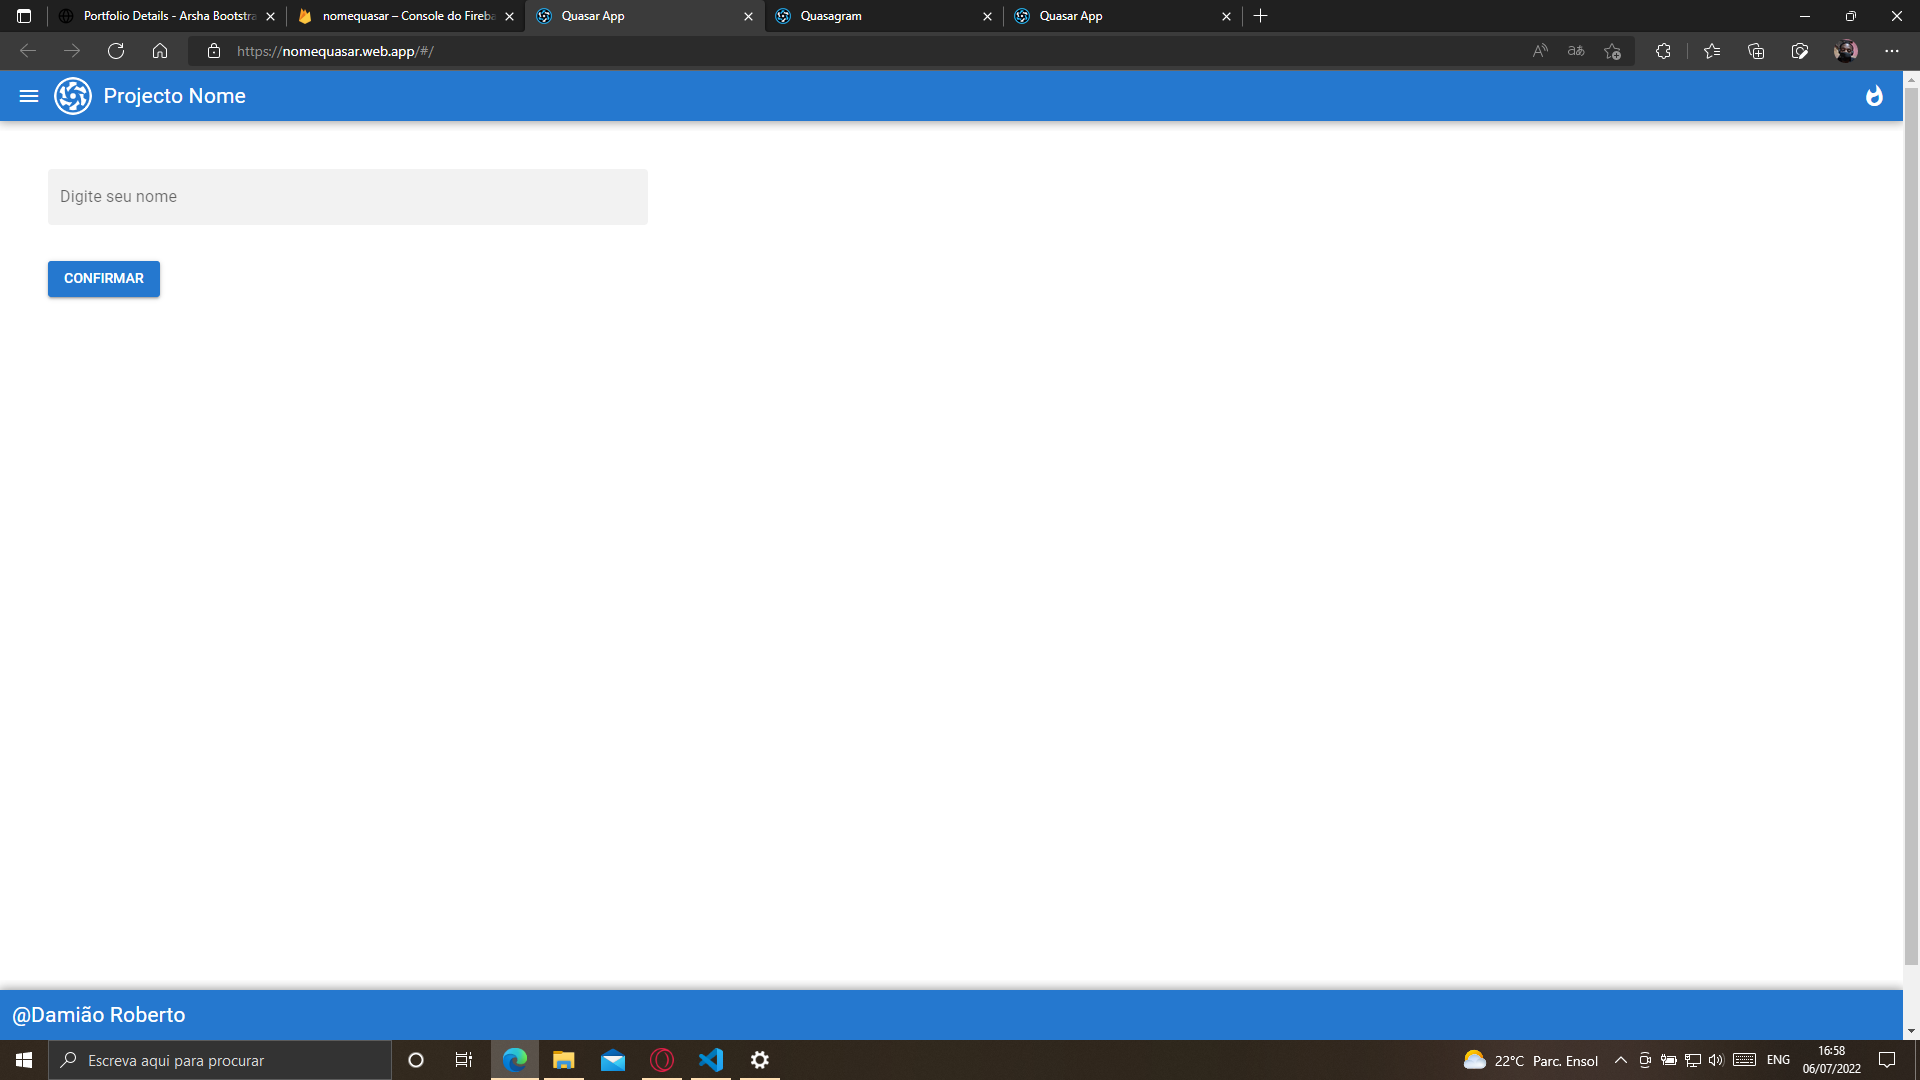 Portfolio Details - Arsha Bootstra
nomequasar – Console do Fireba
Quasar App
Quasagram
Quasar App
https://nomequasar.web.app/#/
Projecto Nome
Digite seu nome
CONFIRMAR
@Damião Roberto
Escreva aqui para procurar
22°C Parc. Ensol
ENG
16:58
06/07/2022